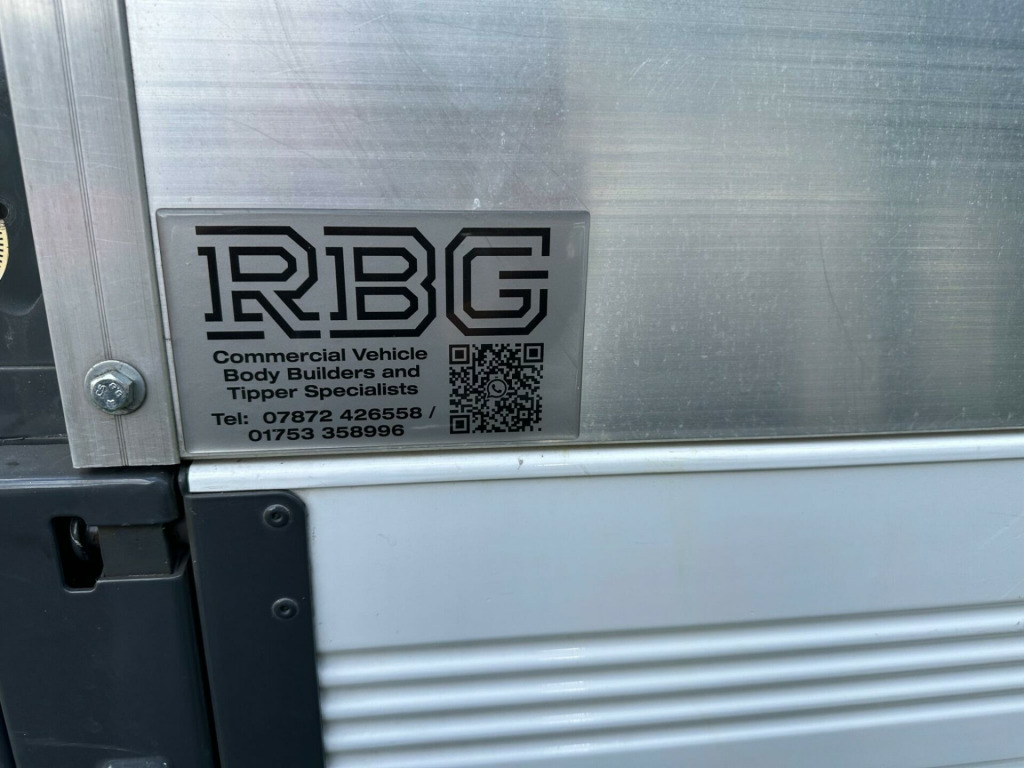 RBG
Commercial Vehicle
Body Builders and
Tipper Specialists
Tel: 07872 426558 /
01753 358996